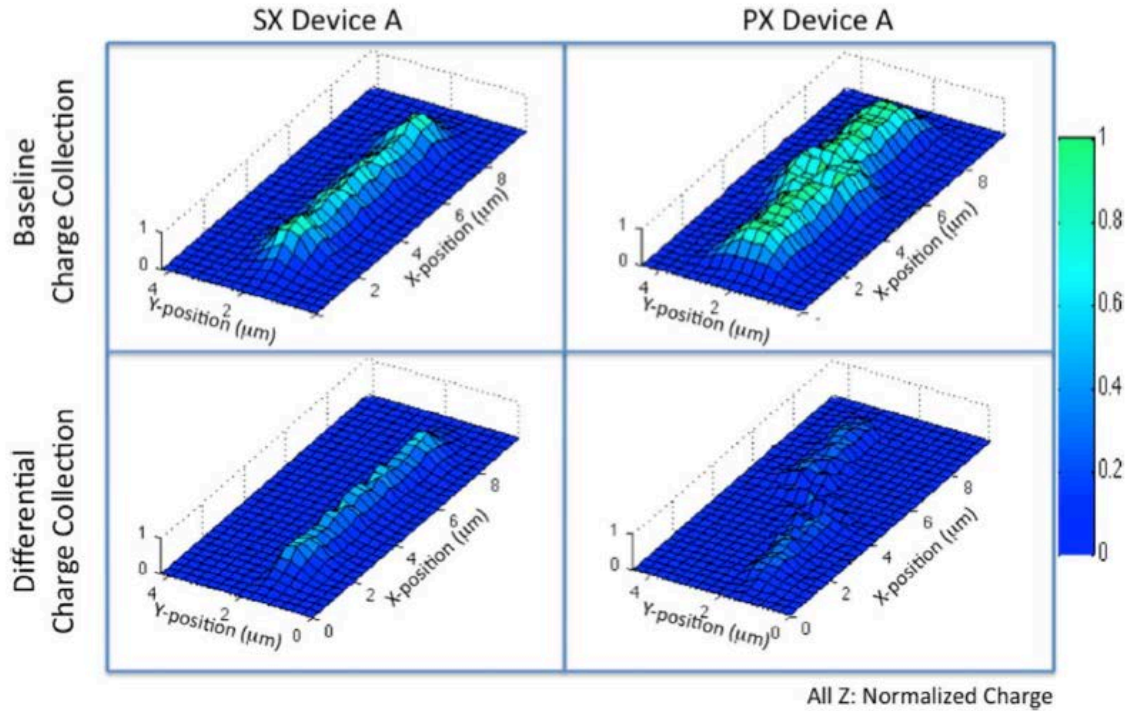 SX Device A
PX Device A
Baseline
Charge Collection
1
0
4
2
Y-position (μm)
2
4
6
8
X-position (μm)
1
0
4
2
Y-position (μm)
2
4
6
8
X-position (μm)
1
0.8
0.6
0.4
0.2
0
Differential
Charge Collection
1
0
4
2
0
Y-position (μm)
0
2
4
6
8
X-position (μm)
1
0
4
2
0
Y-position (μm)
0
2
4
6
8
X-position (μm)
All Z: Normalized Charge